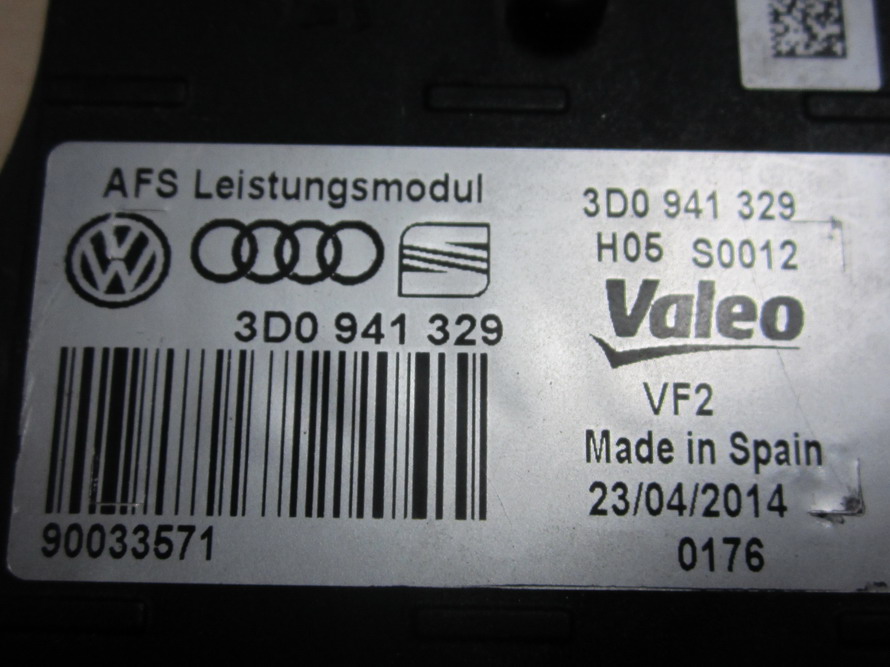 AFS Leistungsmodul
3D0 941 329
90033571
3D0 941 329
H05 S0012
Valeo
VF2
Made in Spain
23/04/2014
0176